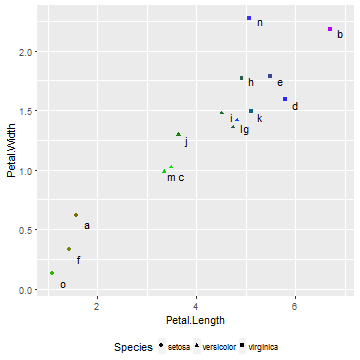 2.0
1.5
1.0
0.5
0.0
Petal.Width
n
b
h
e
d
i
k
l g
j
m c
a
f
o
2
4
6
Petal.Length
Species setosa versicolor virginica